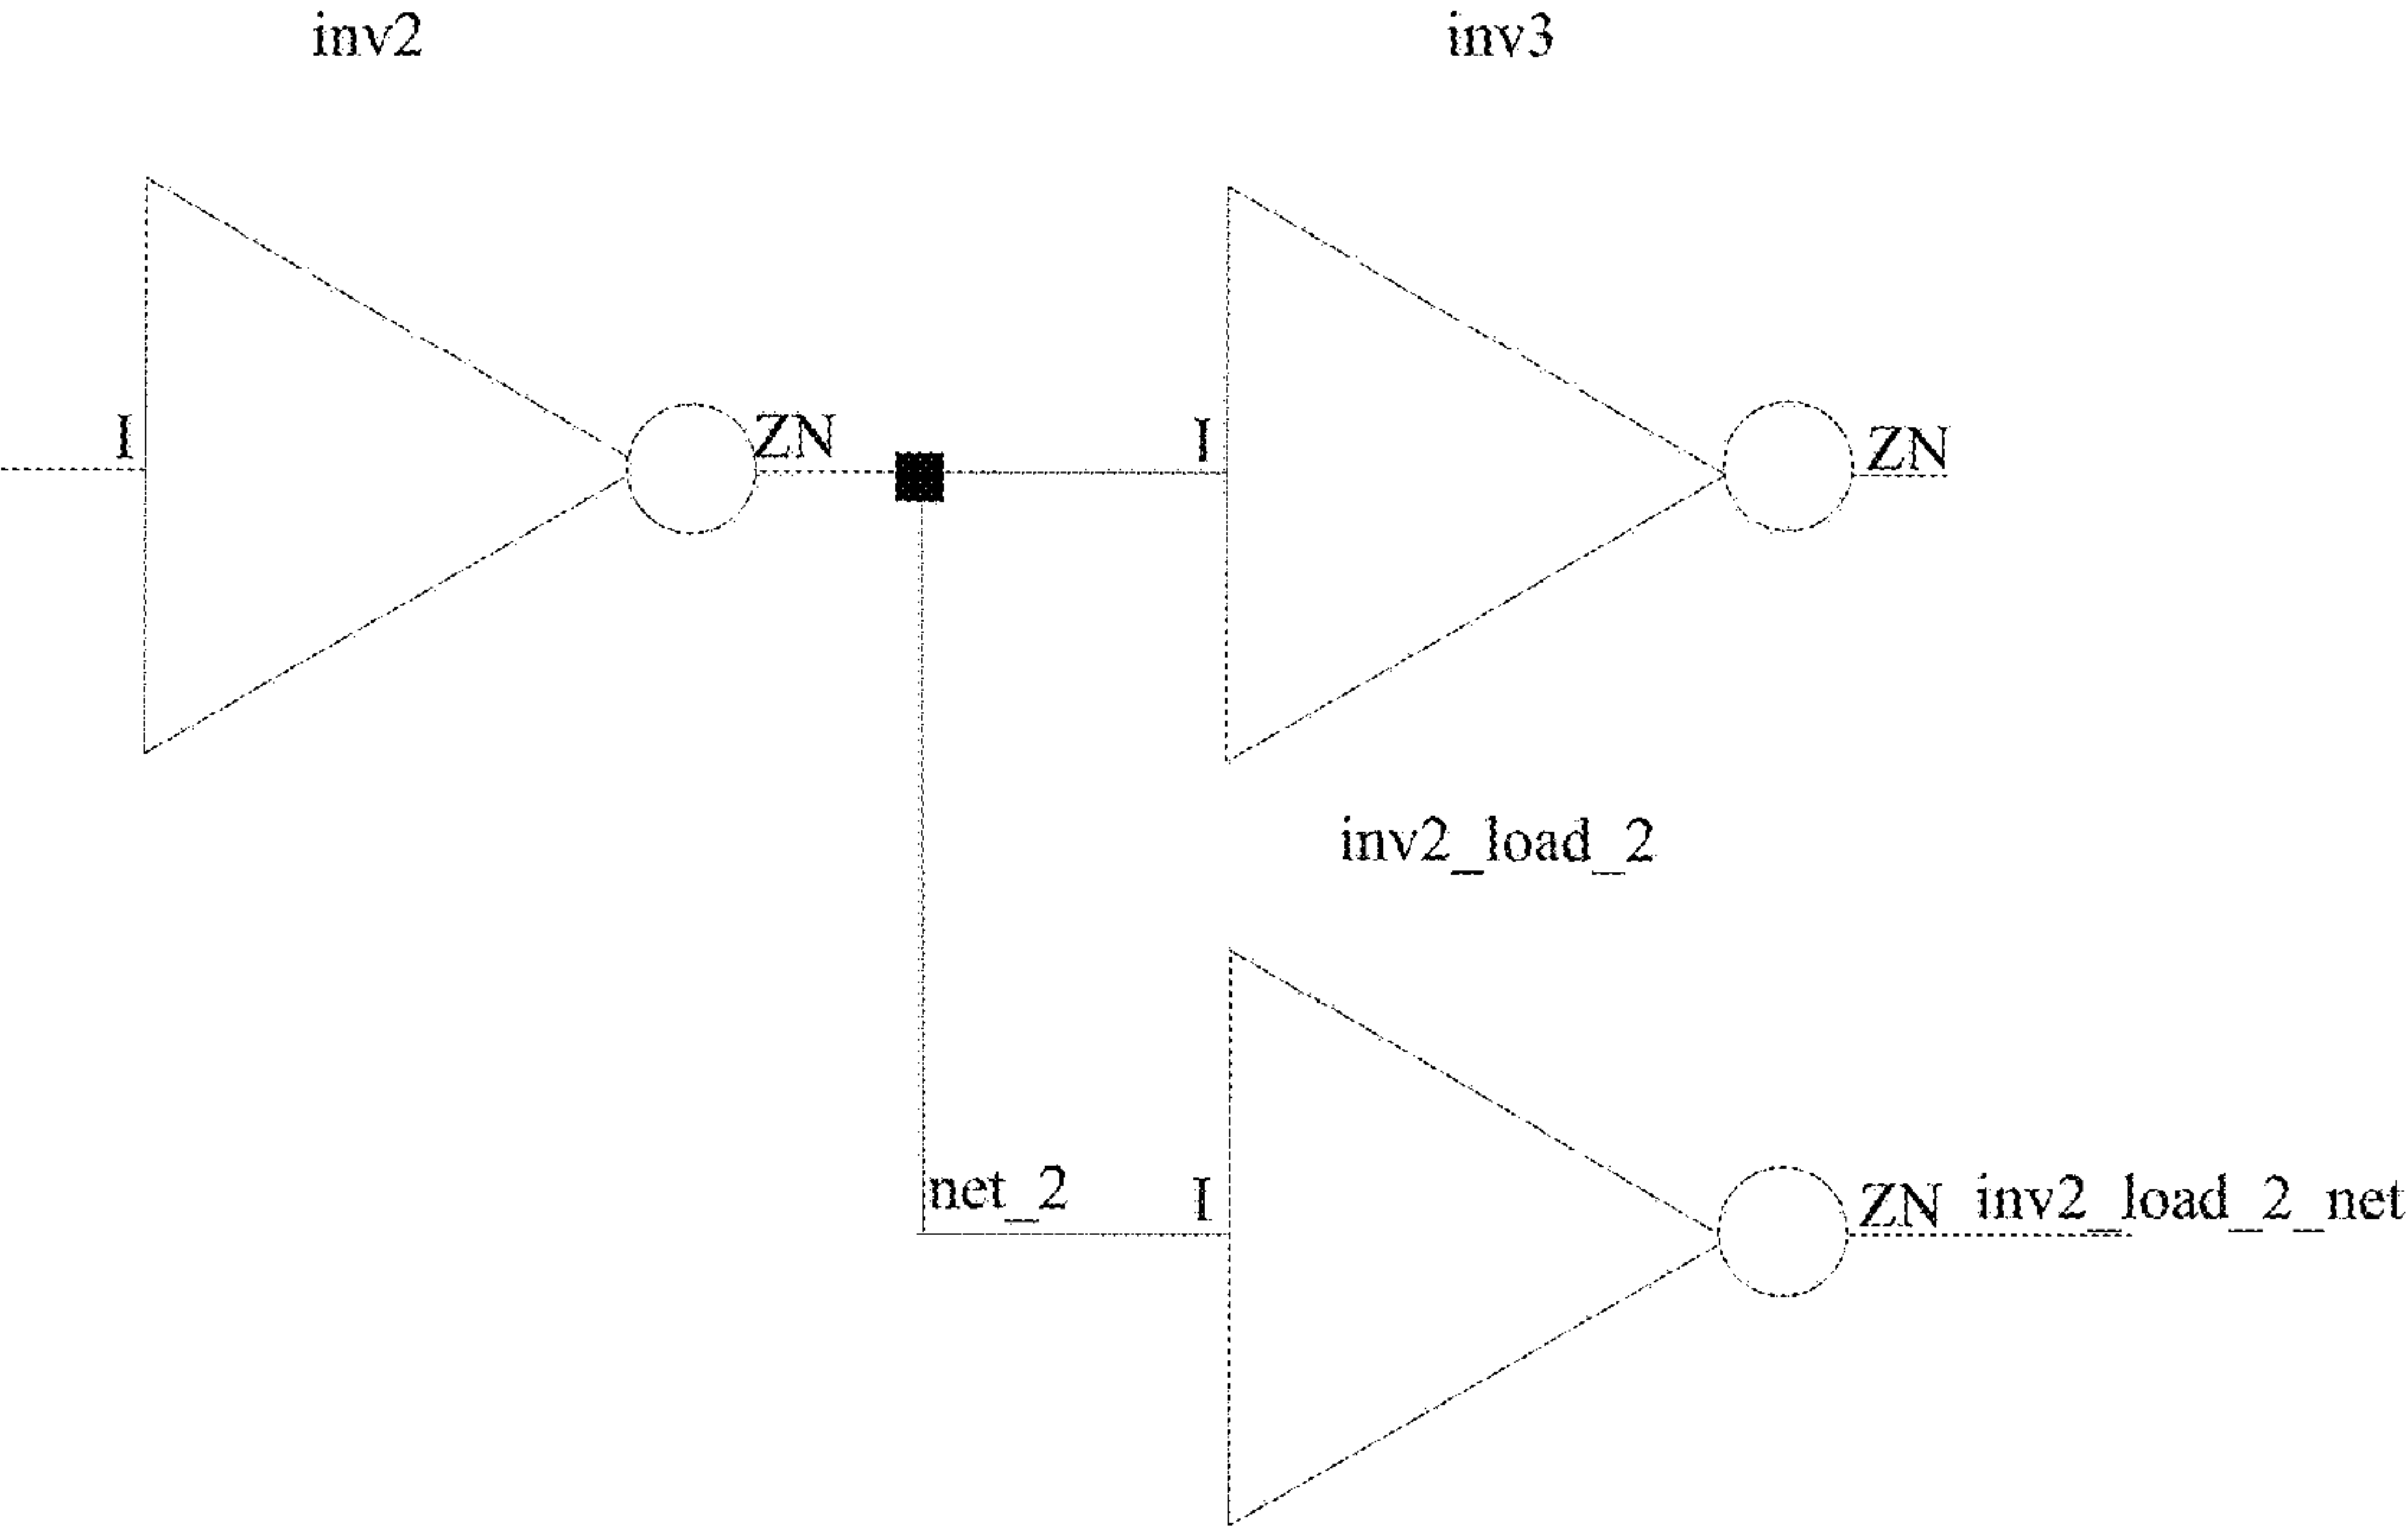 inv2
inv3
I
ZN
I
ZN
inv2_load_2
net_2
I
ZN
inv2_load_2_net